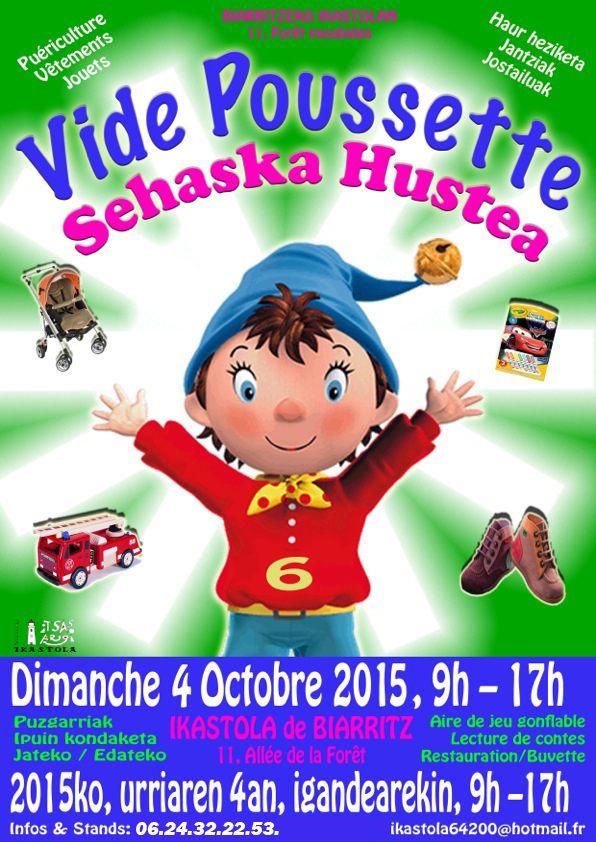 BIARRITZEKO IKASTOLAN
11. Forêt pasabidea
Puériculture
Vêtements
Jouets
Haur heziketa
Jantziak
Jostailuak
Vide Poussette
Sehaska Hustea
6
ITSAS
ARGI
IKASTOLA
Dimanche 4 Octobre 2015, 9h – 17h
Puzgarriak
Ipuin kondaketa
Jateko / Edateko
IKASTOLA de BIARRITZ
11. Allée de la Forêt
Aire de jeu gonflable
Lecture de contes
Restauration/Buvette
2015ko, urriaren 4an, igandearekin, 9h –17h
Infos & Stands: 06.24.32.22.53.
ikastola64200@hotmail.fr